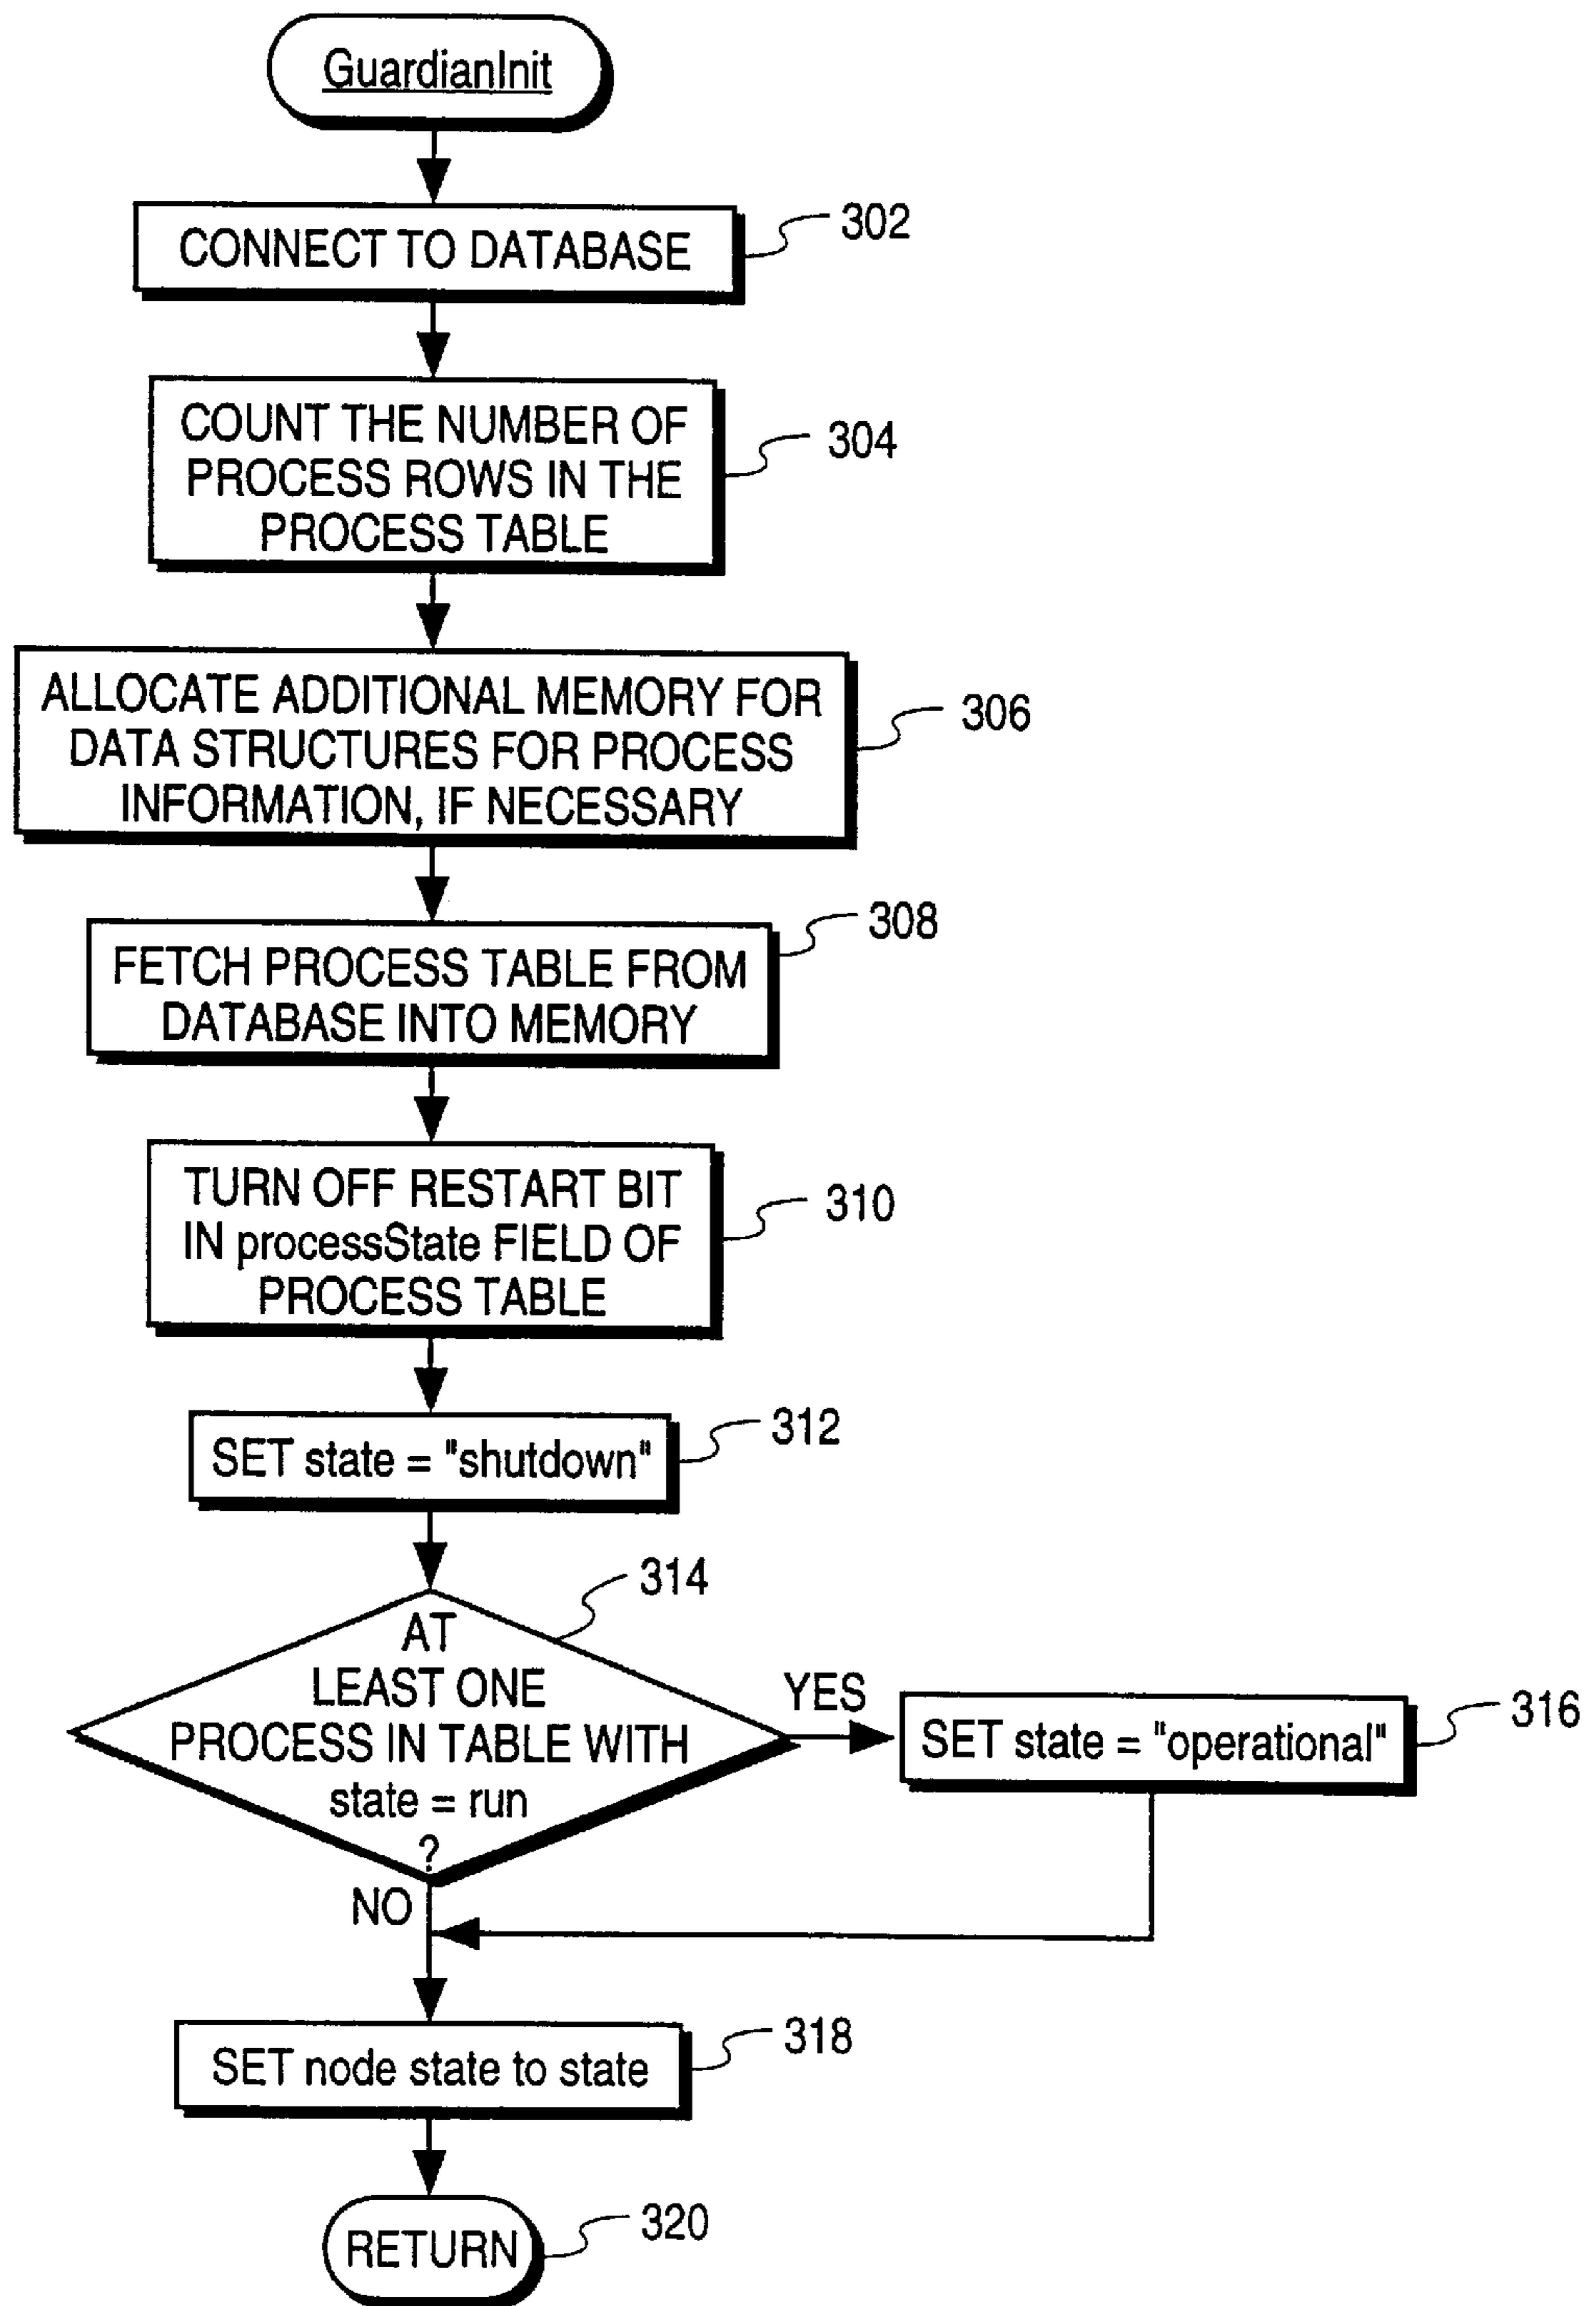 GuardianInit
CONNECT TO DATABASE
302
COUNT THE NUMBER OF
PROCESS ROWS IN THE
PROCESS TABLE
304
ALLOCATE ADDITIONAL MEMORY FOR
DATA STRUCTURES FOR PROCESS
INFORMATION, IF NECESSARY
306
FETCH PROCESS TABLE FROM
DATABASE INTO MEMORY
308
TURN OFF RESTART BIT
IN processState FIELD OF
PROCESS TABLE
310
SET state = "shutdown"
312
AT
LEAST ONE
PROCESS IN TABLE WITH
state = run
?
314
YES
SET state = "operational"
316
NO
SET node state to state
318
RETURN
320